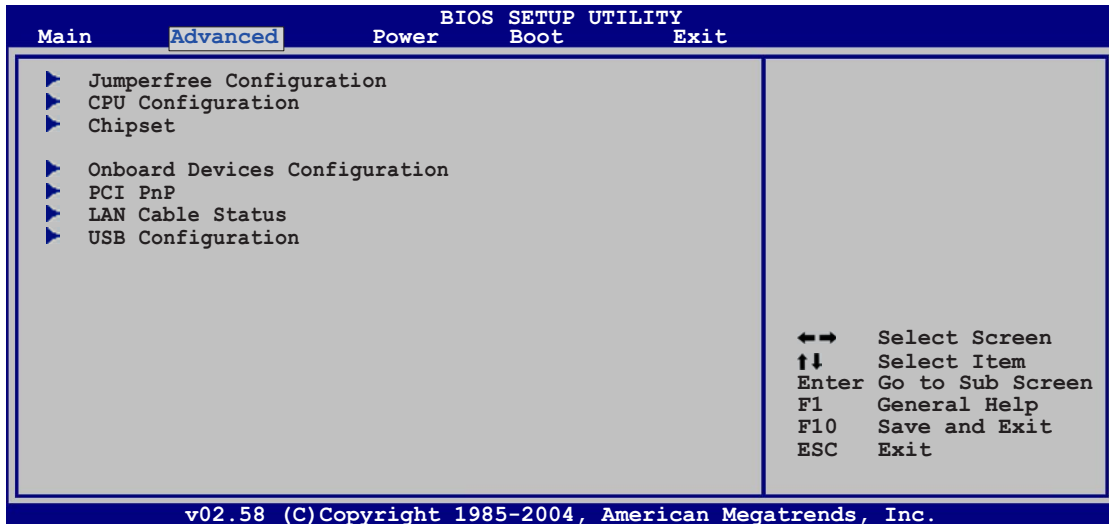 BIOS SETUP UTILITY
Main Advanced Power Boot Exit
Jumperfree Configuration
CPU Configuration
Chipset
Onboard Devices Configuration
PCI PnP
LAN Cable Status
USB Configuration
←→ Select Screen
↑↓ Select Item
Enter Go to Sub Screen
F1 General Help
F10 Save and Exit
ESC Exit
v02.58 (C)Copyright 1985-2004, American Megatrends, Inc.